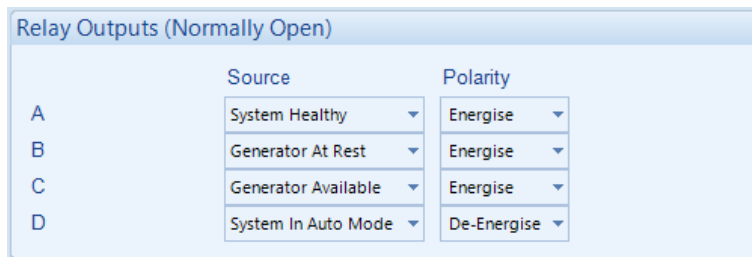 Relay Outputs (Normally Open)
Source Polarity
A System Healthy Energise
B Generator At Rest Energise
C Generator Available Energise
D System In Auto Mode De-Energise